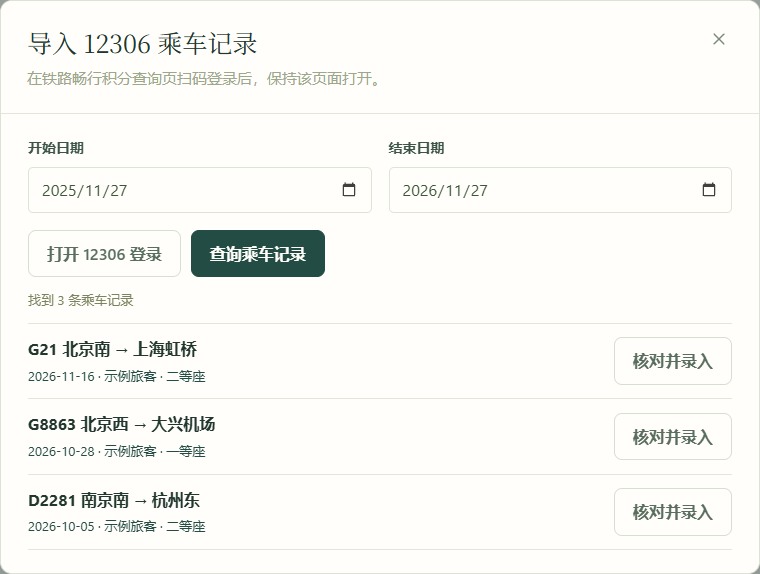 导入 12306 乘车记录
在铁路畅行积分查询页扫码登录后，保持该页面打开。
开始日期
结束日期
2025/11/27
2026/11/27
打开 12306 登录
查询乘车记录
找到 3 条乘车记录
G21 北京南 → 上海虹桥
2026-11-16 · 示例旅客 · 二等座
核对并录入
G8863 北京西 → 大兴机场
2026-10-28 · 示例旅客 · 一等座
核对并录入
D2281 南京南 → 杭州东
2026-10-05 · 示例旅客 · 二等座
核对并录入